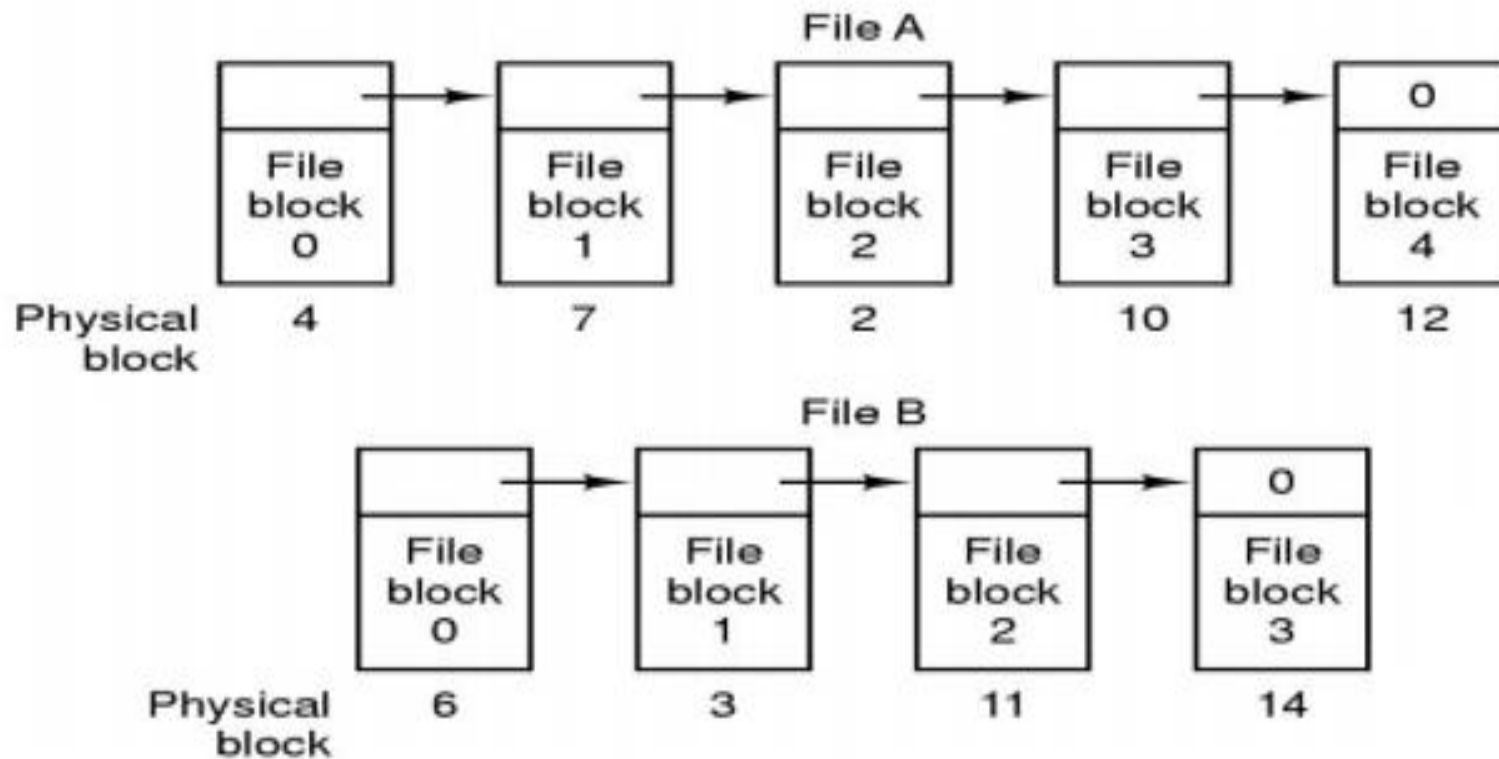 File A
0
File File File File File
block block block block block
0 1 2 3 4
Physical 4 7 2 10 12
block
File B
0
File File File File
block block block block
0 1 2 3
Physical 6 3 11 14
block